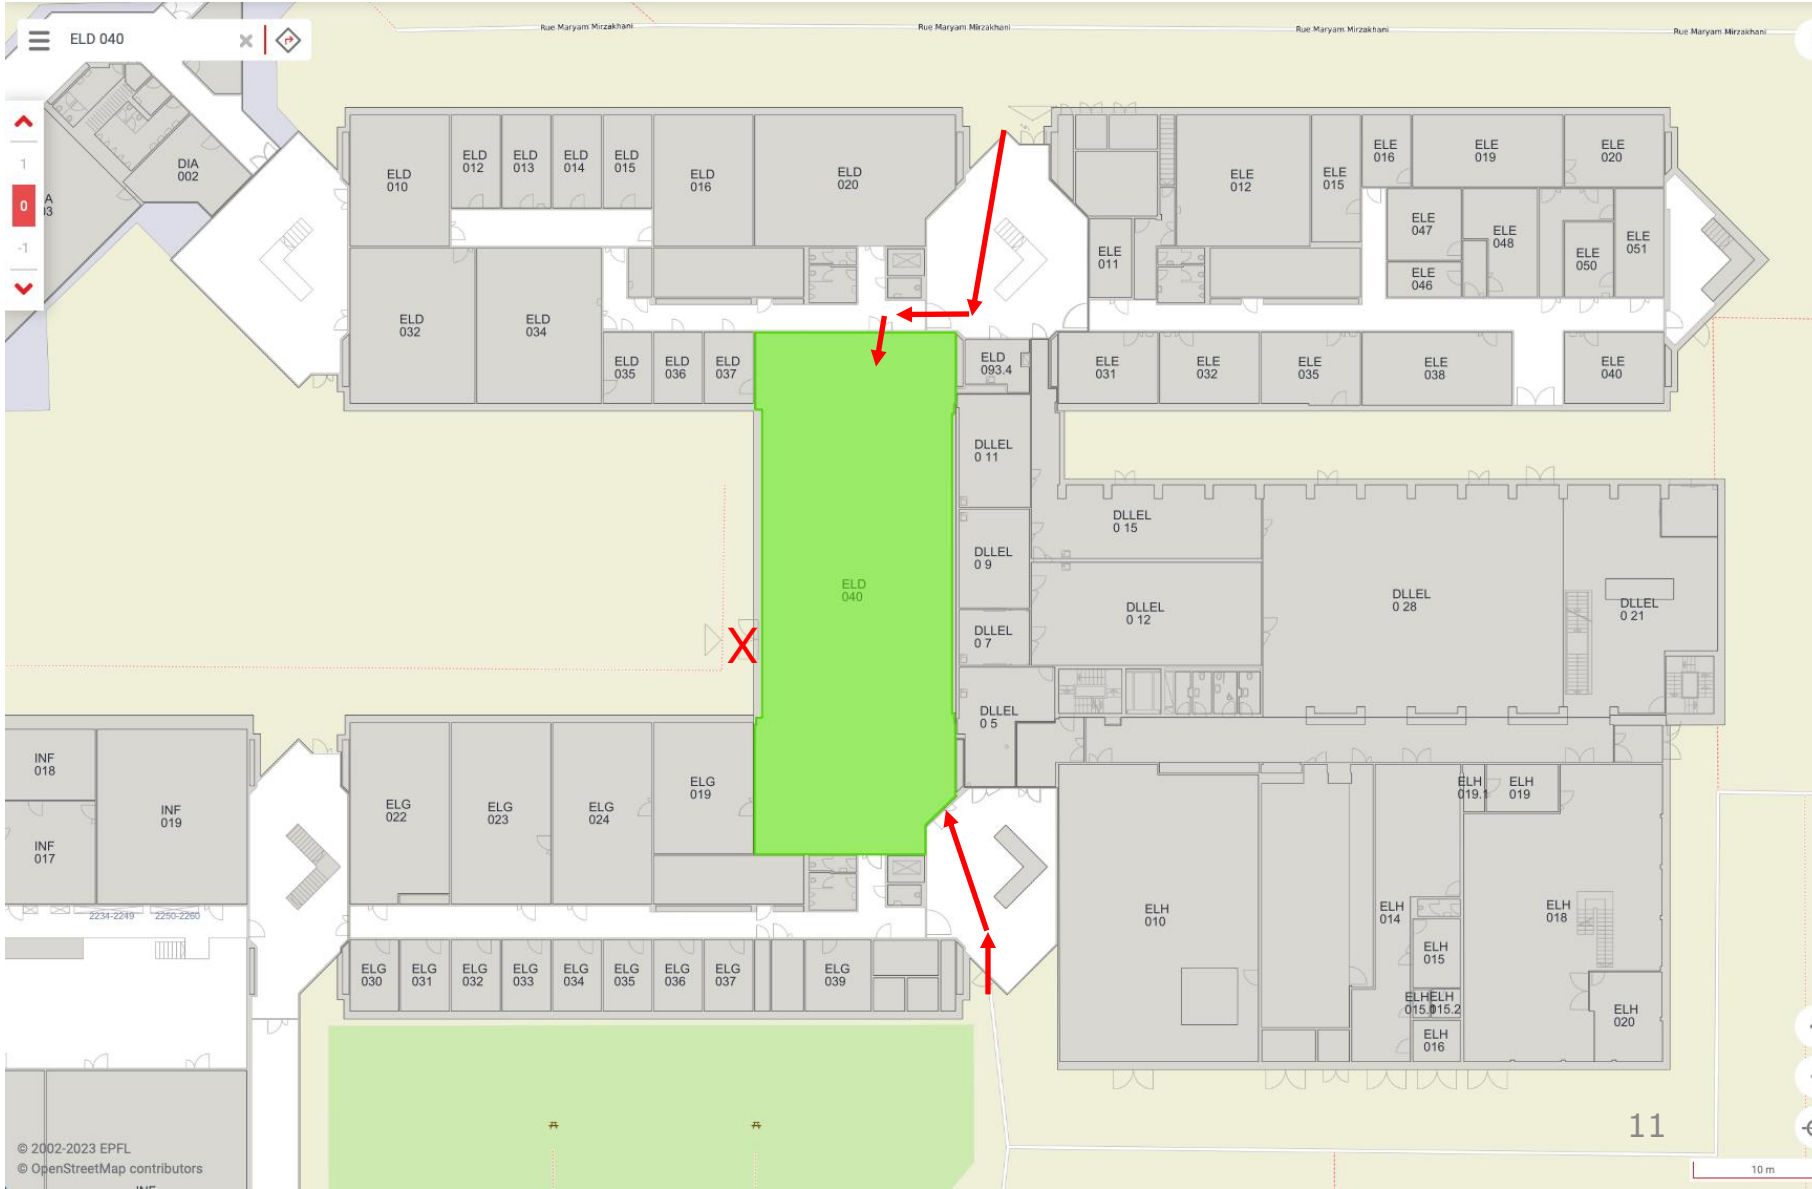 Rue Maryam Mirzakhani
Rue Maryam Mirzakhani
Rue Maryam Mirzakhani
Rue Maryam Mirzakhani
ELD 040
1
0
-1
DIA
002
ELD
010
ELD
012
ELD
013
ELD
014
ELD
015
ELD
016
ELD
020
ELE
011
ELE
012
ELE
015
ELE
016
ELE
019
ELE
020
ELE
047
ELE
046
ELE
048
ELE
050
ELE
051
ELD
032
ELD
034
ELD
035
ELD
036
ELD
037
ELD
093.4
ELE
031
ELE
032
ELE
035
ELE
038
ELE
040
DLLEL
0 11
DLLEL
0 9
DLLEL
0 7
DLLEL
0 5
DLLEL
0 15
DLLEL
0 12
DLLEL
0 28
DLLEL
0 21
ELD
040
X
INF
018
INF
017
INF
019
2234-2249
2250-2260
ELG
022
ELG
023
ELG
024
ELG
019
ELG
030
ELG
031
ELG
032
ELG
033
ELG
034
ELG
035
ELG
036
ELG
037
ELG
039
ELH
010
ELH
014
ELH
019.1
ELH
019
ELH
018
ELH
015
ELH
015.2
ELH
016
ELH
020
11
10 m
© 2002-2023 EPFL
© OpenStreetMap contributors